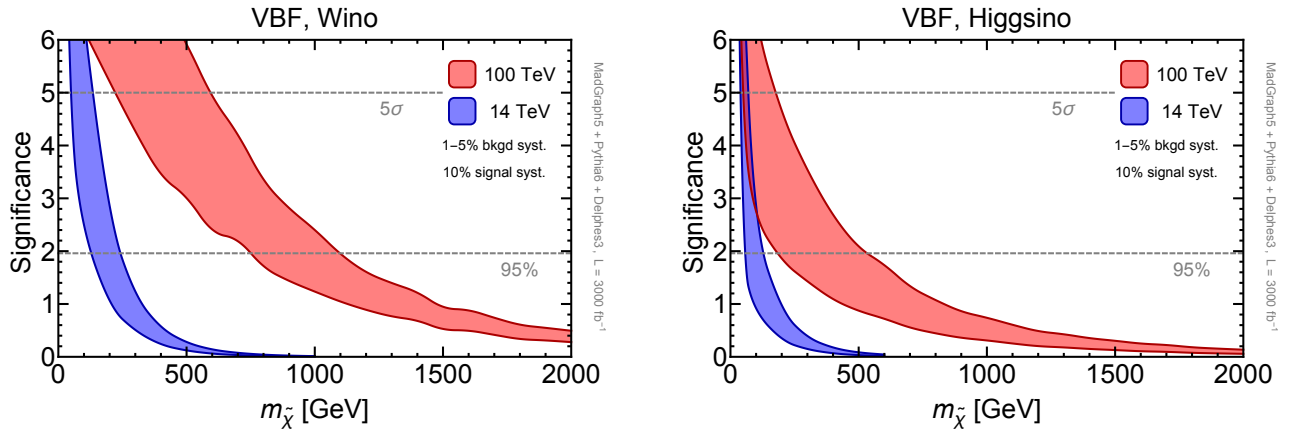 VBF, Wino
6
5
4
3
2
1
0
Significance
100 TeV
14 TeV
1−5% bkgd syst.
10% signal syst.
5σ
95%
0 500 1000 1500 2000
m_χ̃ [GeV]
MadGraph5 + Pythia6 + Delphes3, L = 3000 fb⁻¹
VBF, Higgsino
6
5
4
3
2
1
0
Significance
100 TeV
14 TeV
1−5% bkgd syst.
10% signal syst.
5σ
95%
0 500 1000 1500 2000
m_χ̃ [GeV]
MadGraph5 + Pythia6 + Delphes3, L = 3000 fb⁻¹